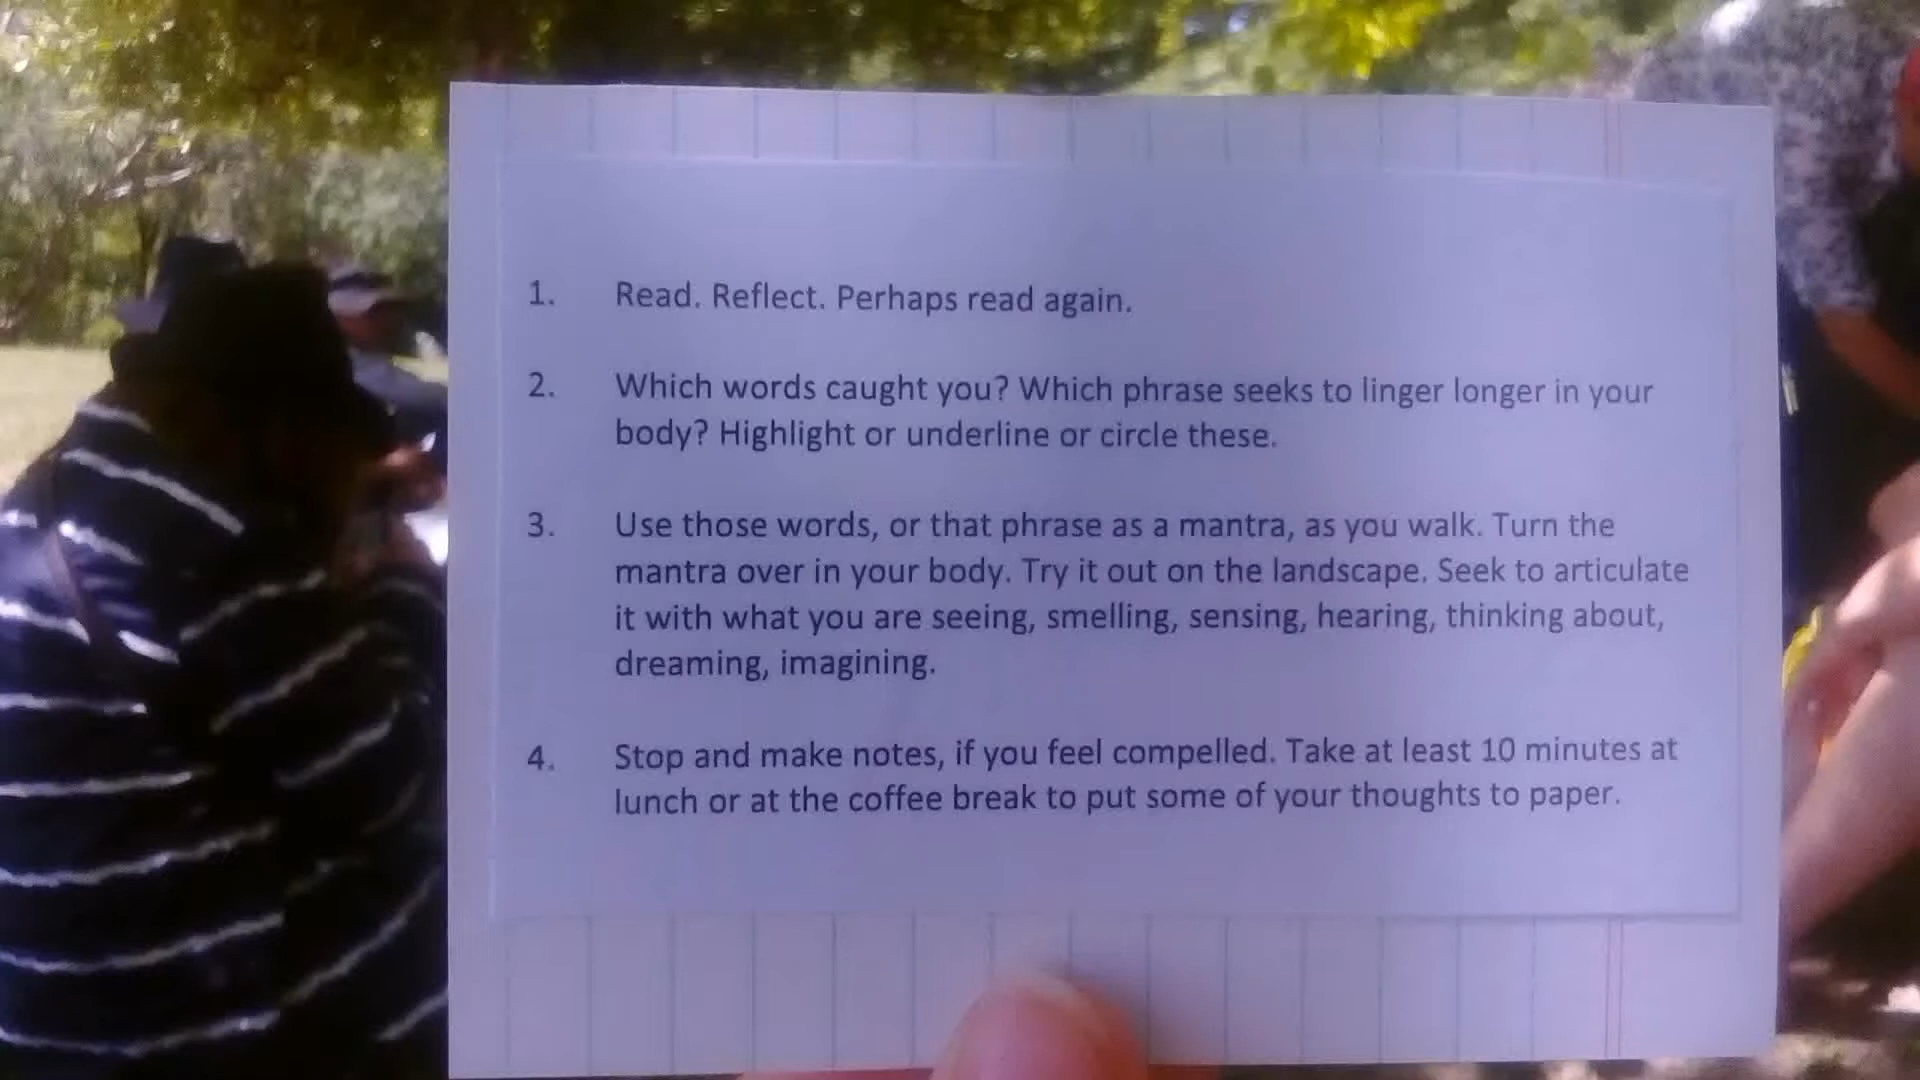 1. Read. Reflect. Perhaps read again.
2. Which words caught you? Which phrase seeks to linger longer in your
body? Highlight or underline or circle these.
3. Use those words, or that phrase as a mantra, as you walk. Turn the
mantra over in your body. Try it out on the landscape. Seek to articulate
it with what you are seeing, smelling, sensing, hearing, thinking about,
dreaming, imagining.
4. Stop and make notes, if you feel compelled. Take at least 10 minutes at
lunch or at the coffee break to put some of your thoughts to paper.